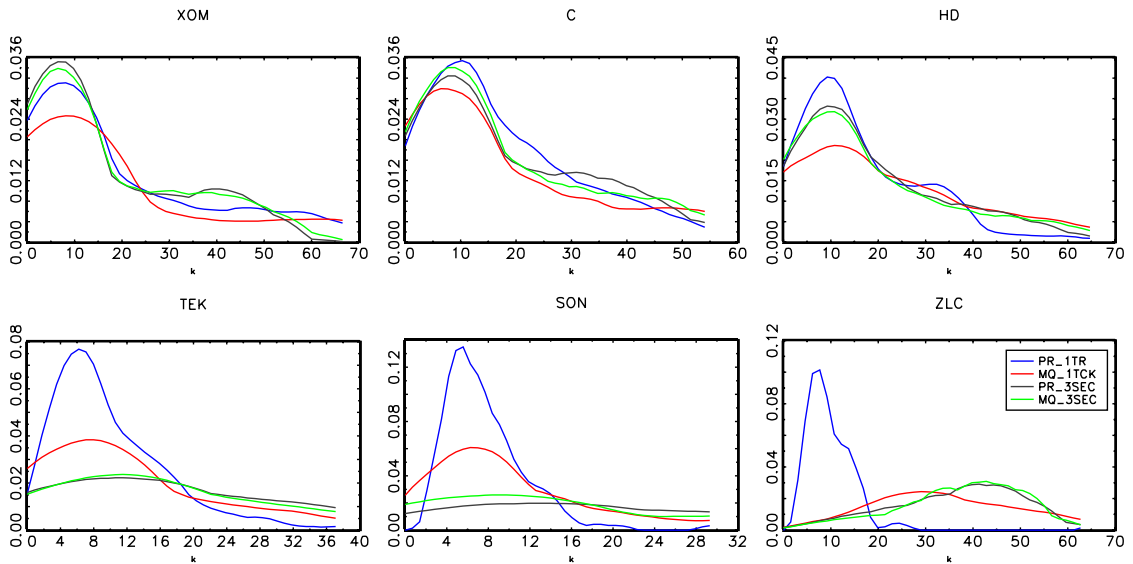 XOM
C
HD
0.000 0.012 0.024 0.036
0 10 20 30 40 50 60 70
k
0.000 0.012 0.024 0.036
0 10 20 30 40 50 60
k
0.000 0.015 0.030 0.045
0 10 20 30 40 50 60 70
k
TEK
SON
ZLC
0.00 0.02 0.04 0.06 0.08
0 4 8 12 16 20 24 28 32 36 40
k
0.00 0.04 0.08 0.12
0 4 8 12 16 20 24 28 32
k
0.00 0.04 0.08 0.12
0 10 20 30 40 50 60 70
k
PR_1TR
MQ_1TCK
PR_3SEC
MQ_3SEC